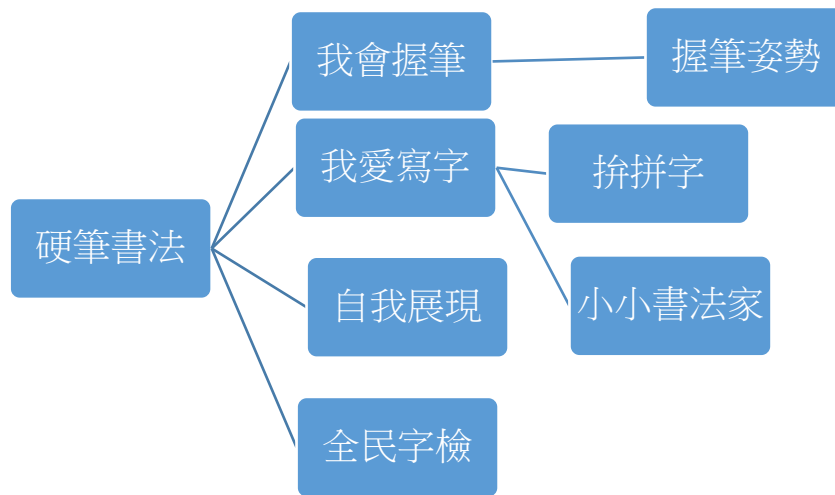 我會握筆
握筆姿勢
我愛寫字
拚拼字
硬筆書法
小小書法家
自我展現
全民字檢